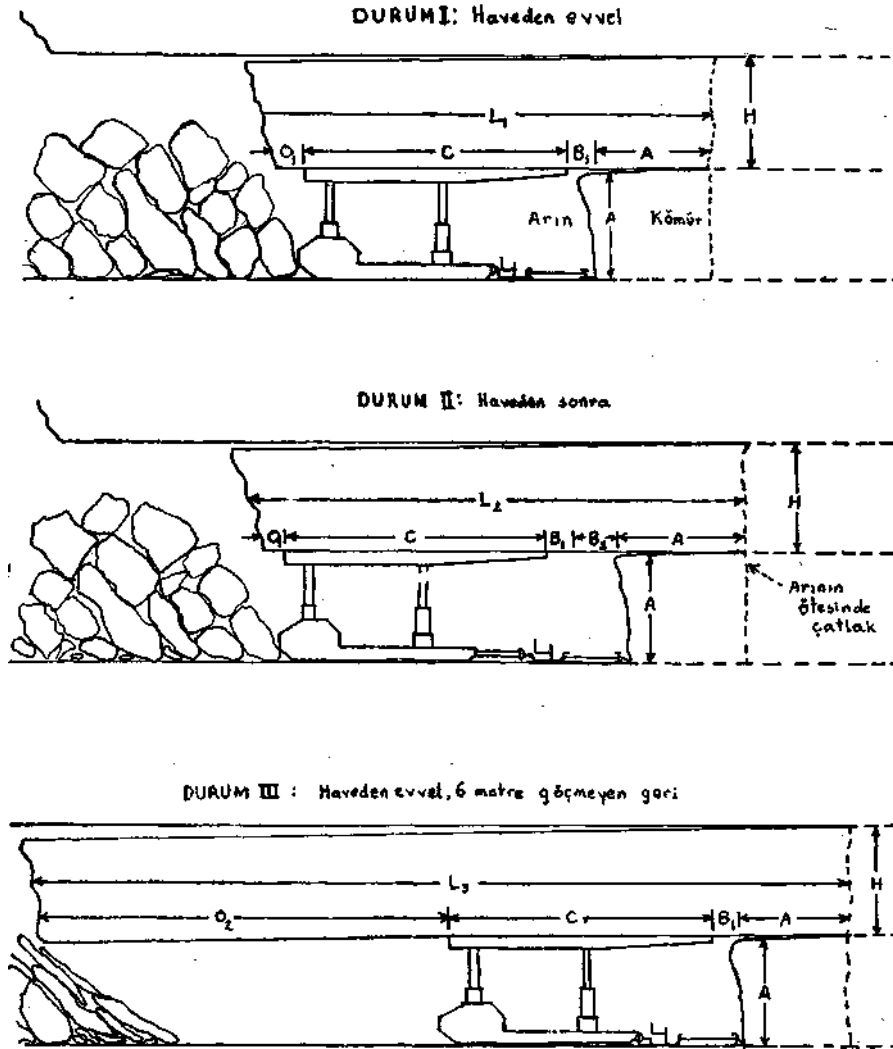 DURUM I: Haveden evvel
H
L₁
O₁ C B₁ A
Arın A Kömür
DURUM II: Haveden sonra
H
L₂
O₁ C B₁ B₂ A
A
Arının
ötesinde
çatlak
DURUM III : Haveden evvel, 6 metre göçmeyen geri
H
L₃
O₂ C B₁ A
A